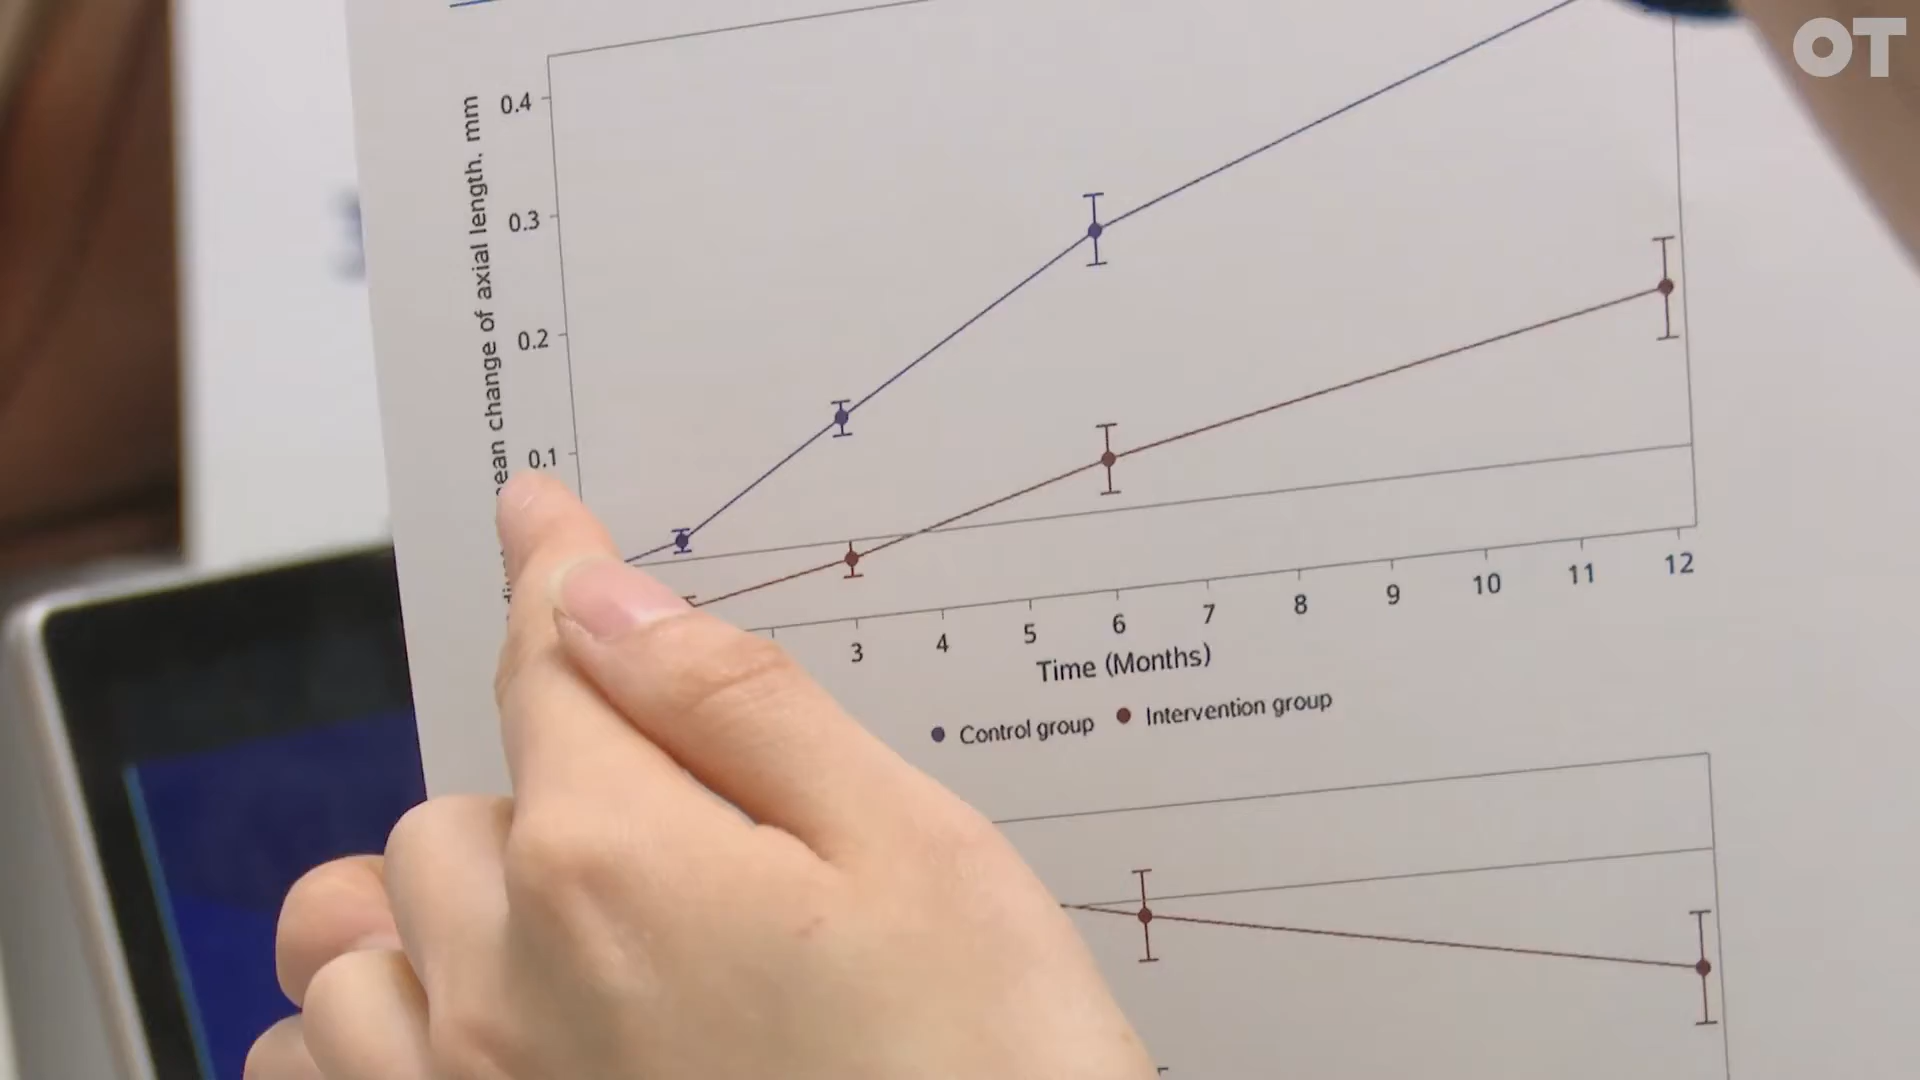 OT
0.4
0.3
0.2
0.1
change of axial length, mm
3 4 5 6 7 8 9 10 11 12
Time (Months)
Control group Intervention group